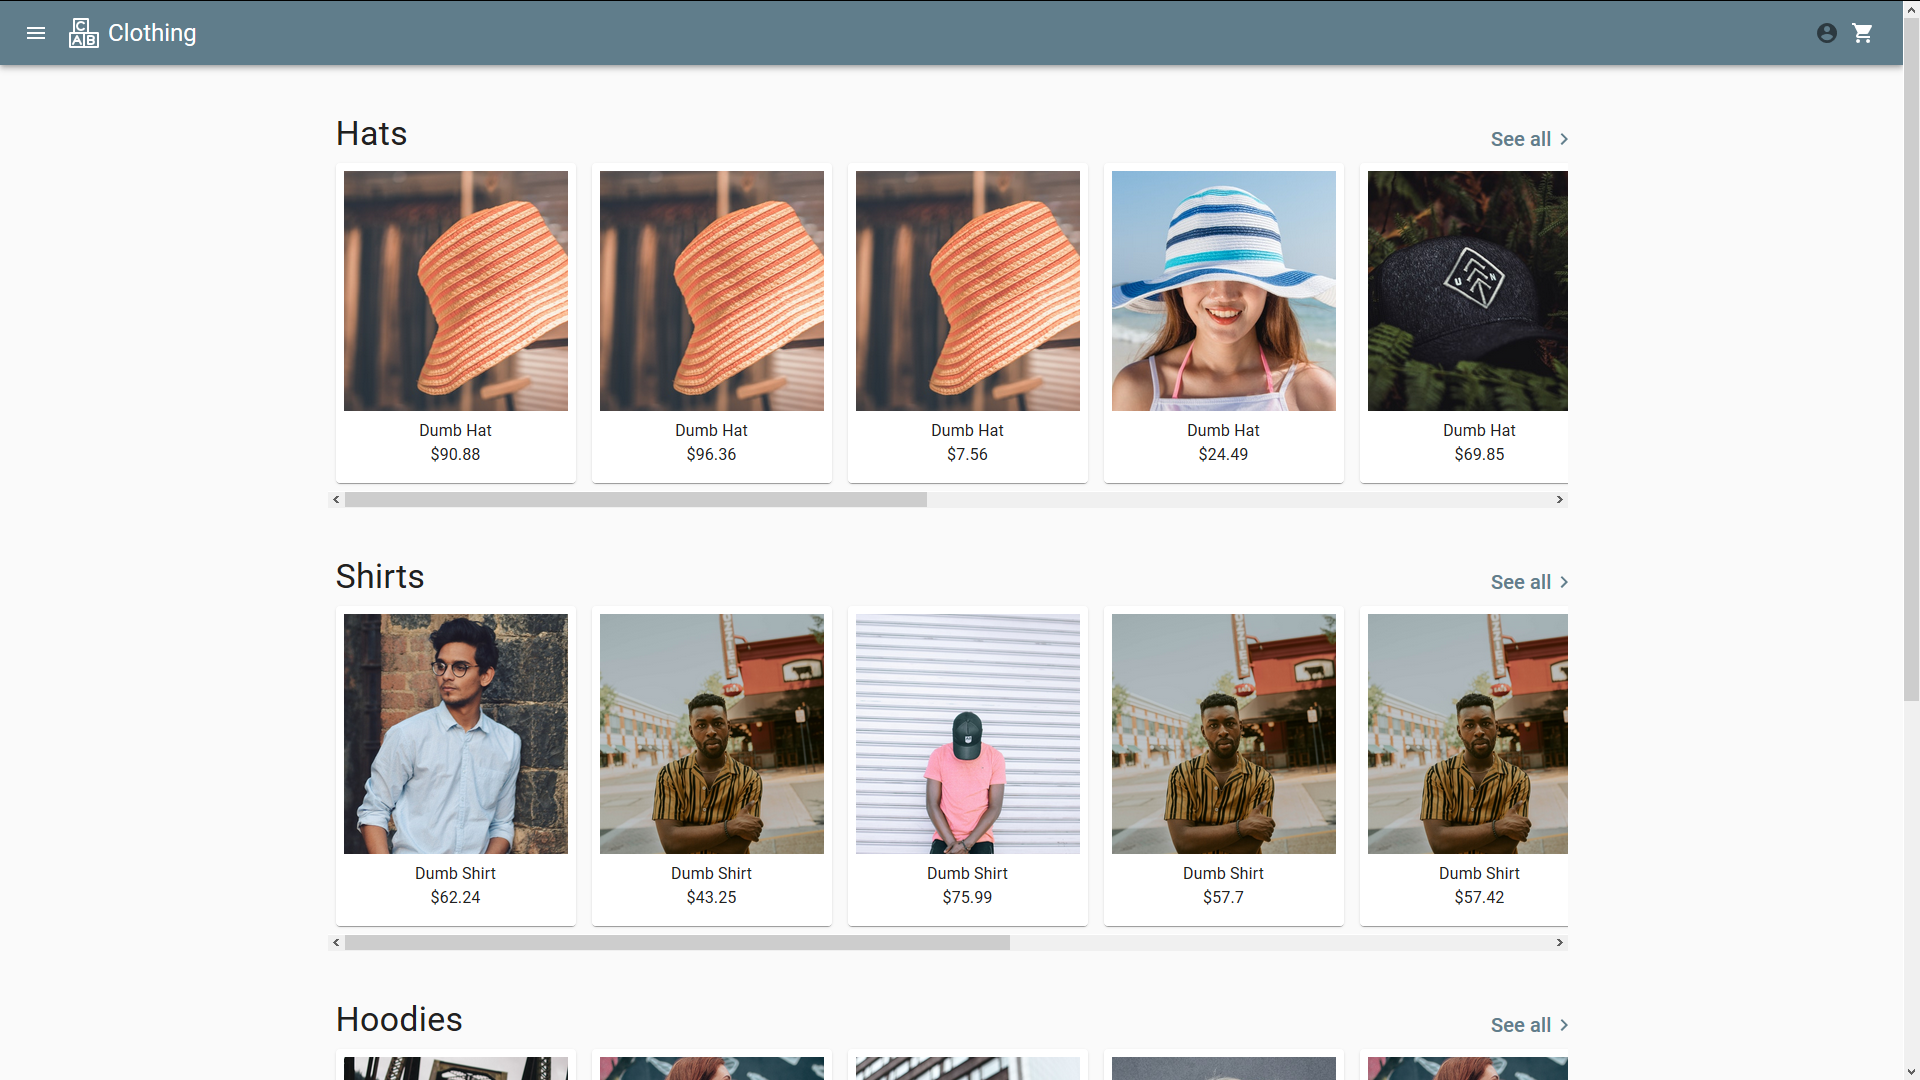 CAB Clothing
Hats
See all
Dumb Hat
Dumb Hat
Dumb Hat
Dumb Hat
Dumb Hat
$90.88
$96.36
$7.56
$24.49
$69.85
Shirts
See all
Dumb Shirt
Dumb Shirt
Dumb Shirt
Dumb Shirt
Dumb Shirt
$62.24
$43.25
$75.99
$57.7
$57.42
Hoodies
See all